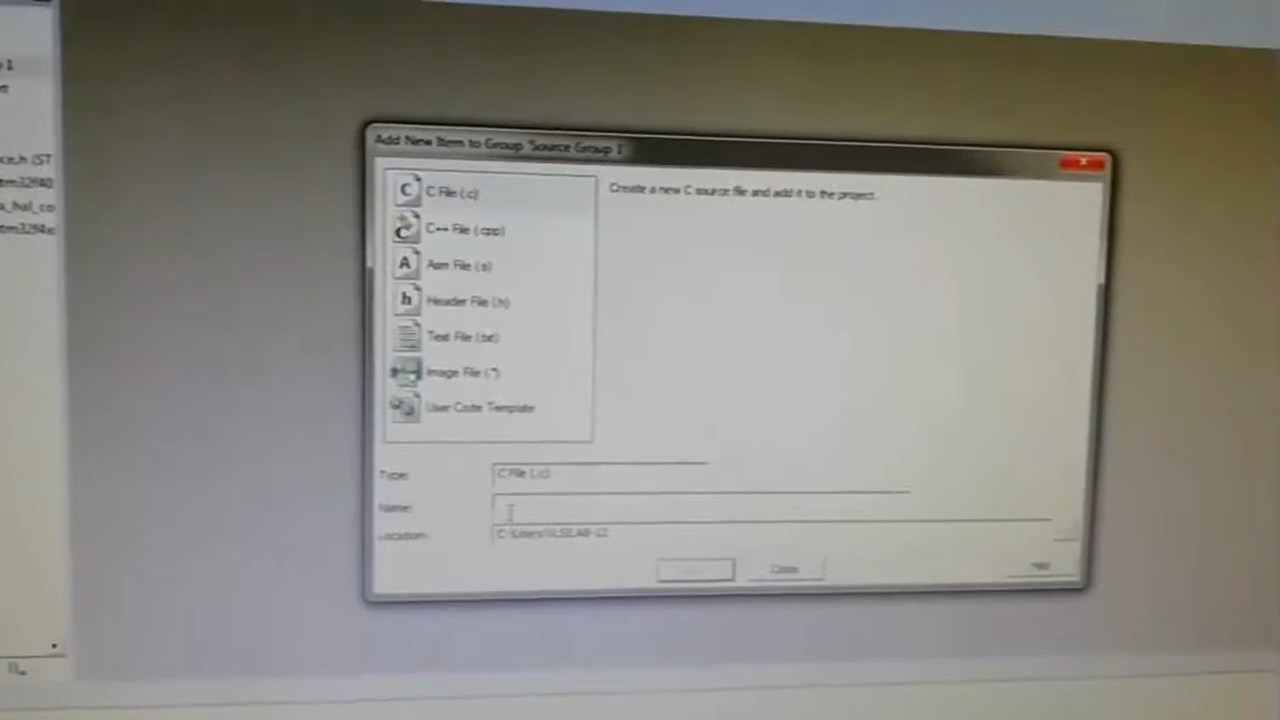 Add New Item to Group 'Source Group 1'
C File (.c)
Create a new C source file and add it to the project.
C++ File (.cpp)
Asm File (.s)
Header File (.h)
Text File (.txt)
Image File (.*)
User Code Template
Type:
C File (.c)
Name:
Location:
Close
Help